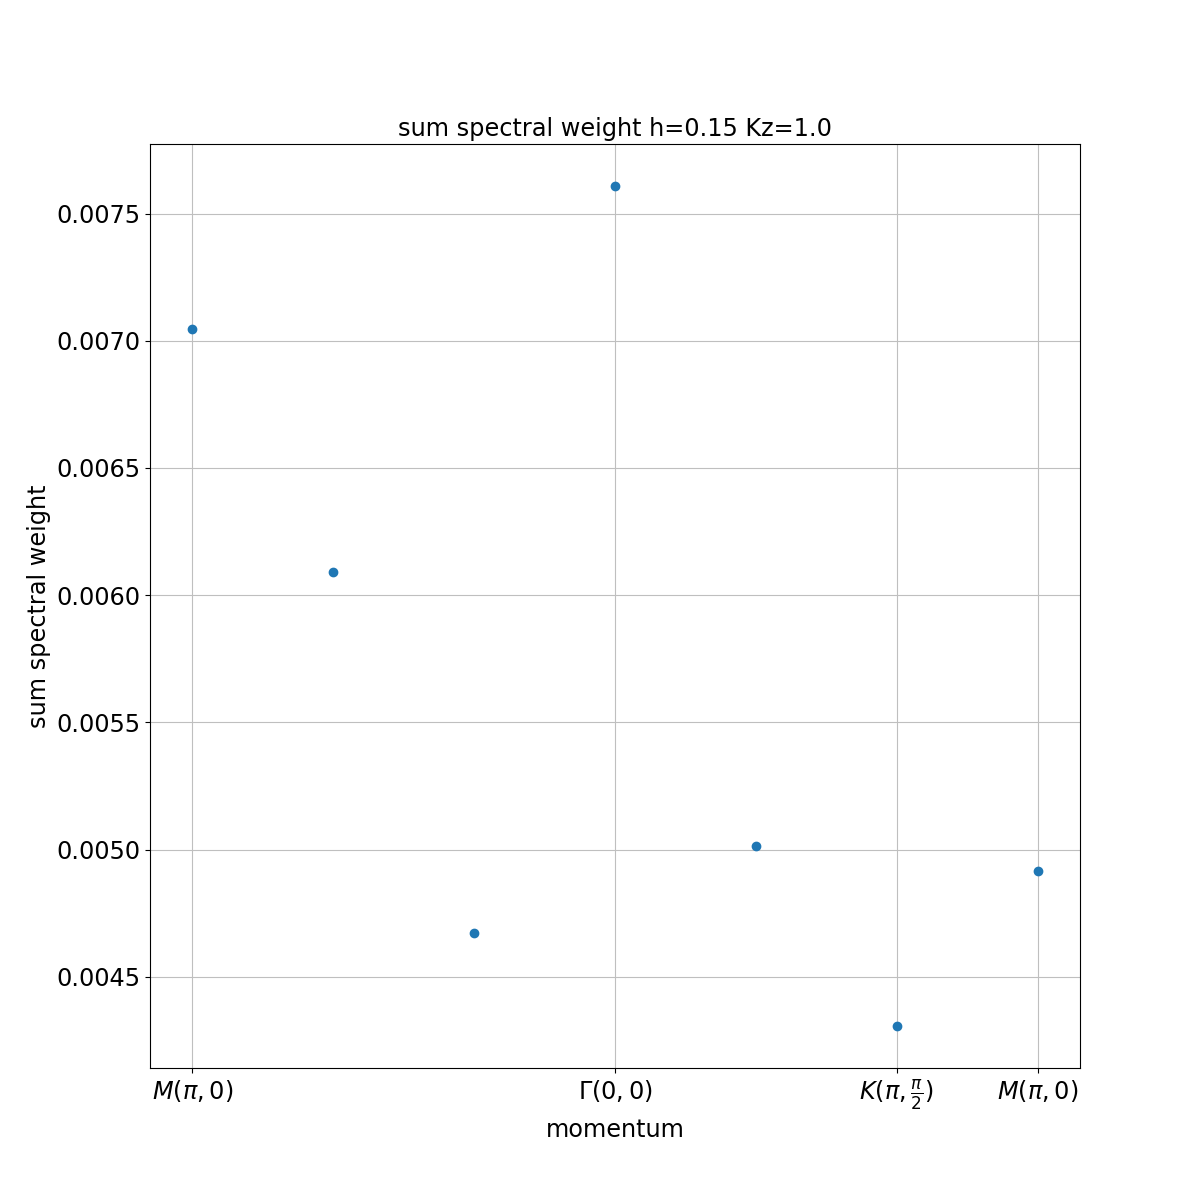 sum spectral weight h=0.15 Kz=1.0
0.0075
0.0070
0.0065
0.0060
0.0055
0.0050
0.0045
sum spectral weight
M(π, 0) Γ(0, 0) K(π, π/2) M(π, 0)
momentum